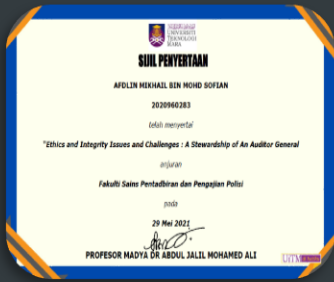 UNIVERSITI
TEKNOLOGI
MARA
SIJIL PENYERTAAN
AFDLIN MIKHAIL BIN MOHD SOFIAN
2020960283
telah menyertai
"Ethics and Integrity Issues and Challenges : A Stewardship of An Auditor General
anjuran
Fakulti Sains Pentadbiran dan Pengajian Polisi
pada
29 Mei 2021
PROFESOR MADYA DR ABDUL JALIL MOHAMED ALI
UiTM